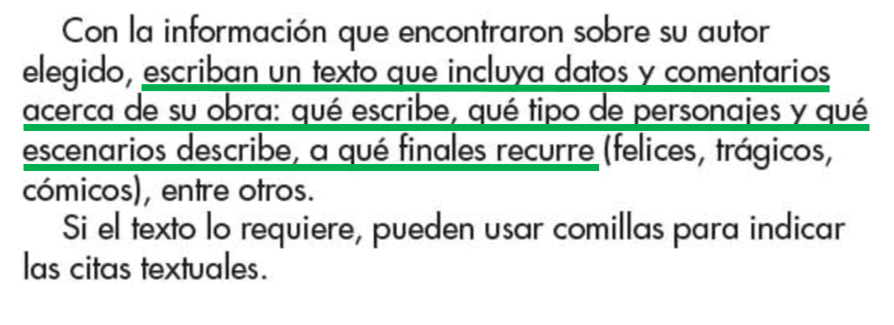 Con la información que encontraron sobre su autor
elegido, escriban un texto que incluya datos y comentarios
acerca de su obra: qué escribe, qué tipo de personajes y qué
escenarios describe, a qué finales recurre (felices, trágicos,
cómicos), entre otros.
Si el texto lo requiere, pueden usar comillas para indicar
las citas textuales.